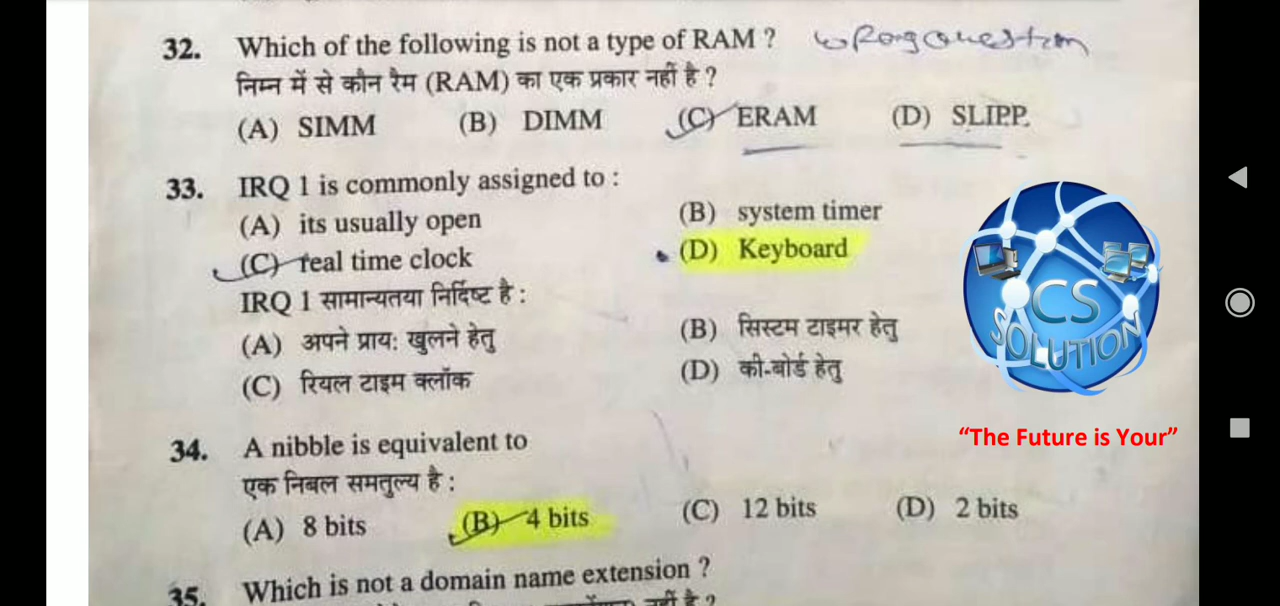 32. Which of the following is not a type of RAM ? wrong question
निम्न में से कौन रैम (RAM) का एक प्रकार नहीं है ?
(A) SIMM (B) DIMM (C) ERAM (D) SLIPP.
33. IRQ 1 is commonly assigned to :
(A) its usually open (B) system timer
(C) real time clock (D) Keyboard
IRQ 1 सामान्यतया निर्दिष्ट है :
(A) अपने प्रायः खुलने हेतु (B) सिस्टम टाइमर हेतु
(C) रियल टाइम क्लॉक (D) की-बोर्ड हेतु
CS
SOLUTION
“The Future is Your”
34. A nibble is equivalent to
एक निबल समतुल्य है :
(A) 8 bits (B) 4 bits (C) 12 bits (D) 2 bits
35. Which is not a domain name extension ?
नहीं है ?